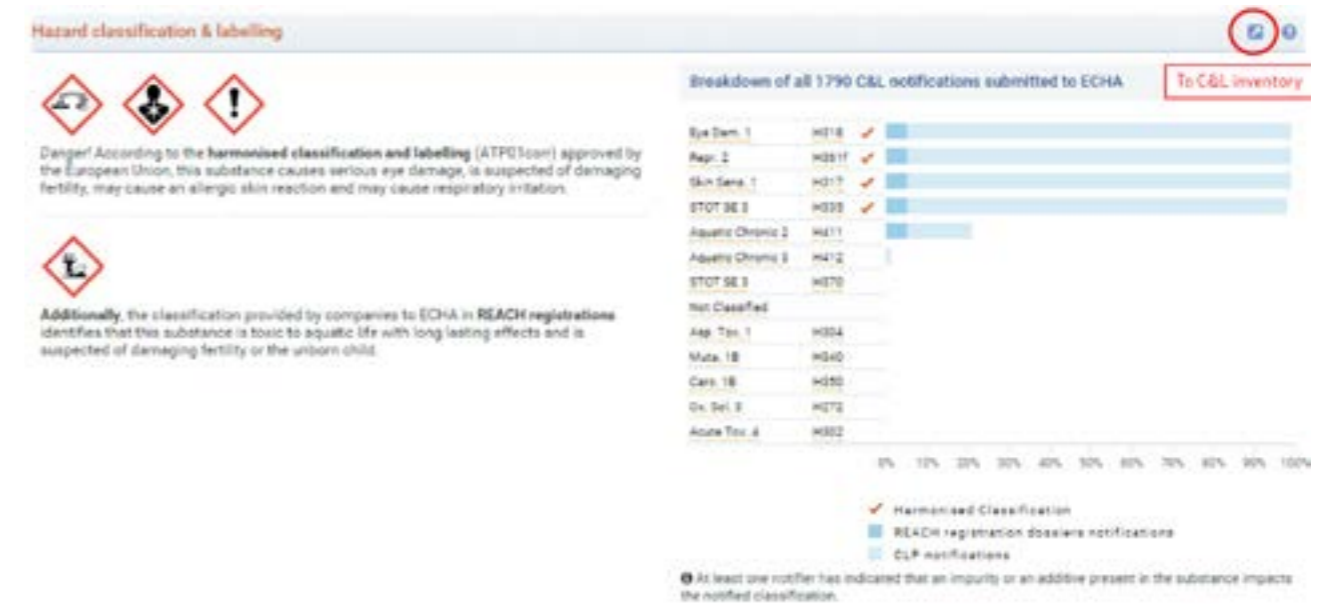 Hazard classification & labelling
Breakdown of all 1790 C&L notifications submitted to ECHA
To C&L inventory
Danger! According to the harmonised classification and labelling (ATP01corr) approved by
the European Union, this substance causes serious eye damage, is suspected of damaging
fertility, may cause an allergic skin reaction and may cause respiratory irritation.
Additionally, the classification provided by companies to ECHA in REACH registrations
identifies that this substance is toxic to aquatic life with long lasting effects and is
suspected of damaging fertility or the unborn child.
Eye Dam. 1 H318
Repr. 2 H361f
Skin Sens. 1 H317
STOT SE 3 H335
Aquatic Chronic 2 H411
Aquatic Chronic 3 H412
STOT SE H370
Not Classified
Asp. Tox. 1 H304
Muta. 1B H340
Carc. 1B H350
Ox. Sol. H272
Acute Tox. 4 H302
0% 10% 20% 30% 40% 50% 60% 70% 80% 90% 100%
Harmonised Classification
REACH registration dossiers notifications
CLP notifications
At least one notifier has indicated that an impurity or an additive present in the substance impacts
the notified classification.